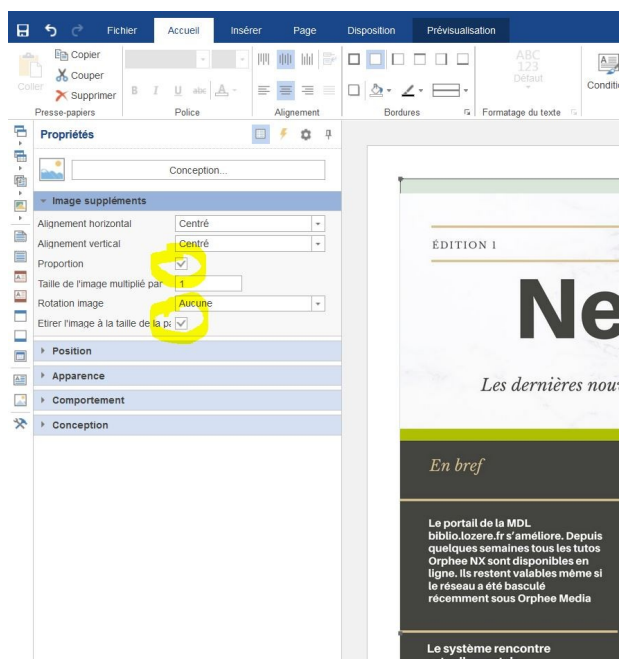 Fichier Accueil Insérer Page Disposition Prévisualisation
Coller
Copier
Couper
Supprimer
B I U abc A
ABC
123
Défaut
Presse-papiers Police Alignement Bordures Formatage du texte
Propriétés
Conception...
Image suppléments
Alignement horizontal Centré
Alignement vertical Centré
Proportion
Taille de l'image multiplié par 1
Rotation image Aucune
Etirer l'image à la taille de la
Position
Apparence
Comportement
Conception
ÉDITION 1
Ne
Les dernières nou
En bref
Le portail de la MDL
biblio.lozere.fr s'améliore. Depuis
quelques semaines tous les tutos
Orphee NX sont disponibles en
ligne. Ils restent valables même si
le réseau a été basculé
récemment sous Orphee Media
Le système rencontre